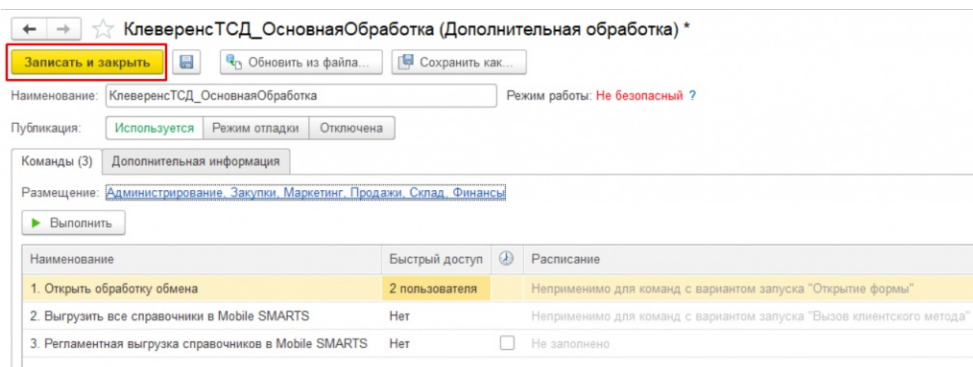 КлеверенсТСД_ОсновнаяОбработка (Дополнительная обработка) *
Записать и закрыть Обновить из файла... Сохранить как...
Наименование: КлеверенсТСД_ОсновнаяОбработка Режим работы: Не безопасный ?
Публикация: Используется Режим отладки Отключена
Команды (3) Дополнительная информация
Размещение: Администрирование, Закупки, Маркетинг, Продажи, Склад, Финансы
Выполнить
Наименование Быстрый доступ Расписание
1. Открыть обработку обмена 2 пользователя Неприменимо для команд с вариантом запуска "Открытие формы"
2. Выгрузить все справочники в Mobile SMARTS Нет Неприменимо для команд с вариантом запуска "Вызов клиентского метода"
3. Регламентная выгрузка справочников в Mobile SMARTS Нет Не заполнено